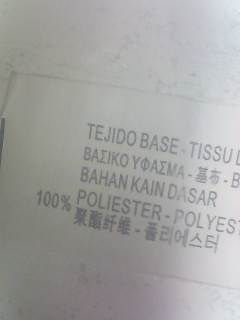 TEJIDO BASE - TISSU D
ΒΑΣΙΚΟ ΥΦΑΣΜΑ - 基布 - B
BAHAN KAIN DASAR
100% POLIESTER - POLYEST
聚酯纤维 - 폴리에스터